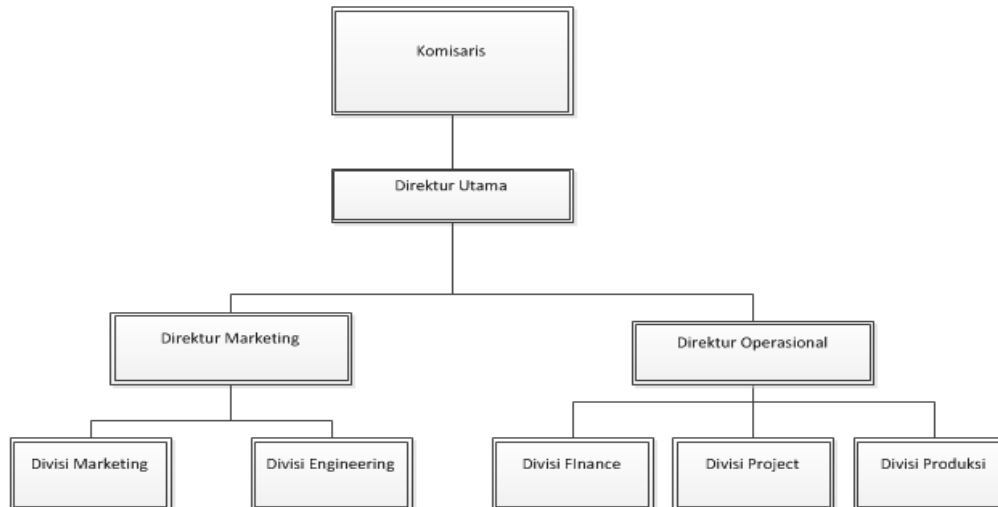 Komisaris
Direktur Utama
Direktur Marketing
Direktur Operasional
Divisi Marketing
Divisi Engineering
Divisi FInance
Divisi Project
Divisi Produksi